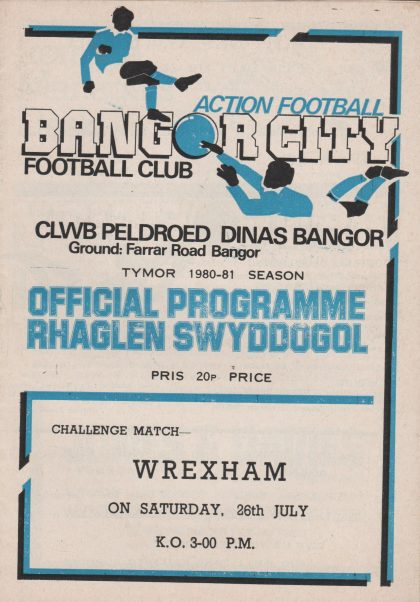 ACTION FOOTBALL
BANGOR CITY
FOOTBALL CLUB
CLWB PELDROED DINAS BANGOR
Ground: Farrar Road Bangor
TYMOR 1980-81 SEASON
OFFICIAL PROGRAMME
RHAGLEN SWYDDOGOL
PRIS 20P PRICE
CHALLENGE MATCH—
WREXHAM
ON SATURDAY, 26th JULY
K.O. 3-00 P.M.